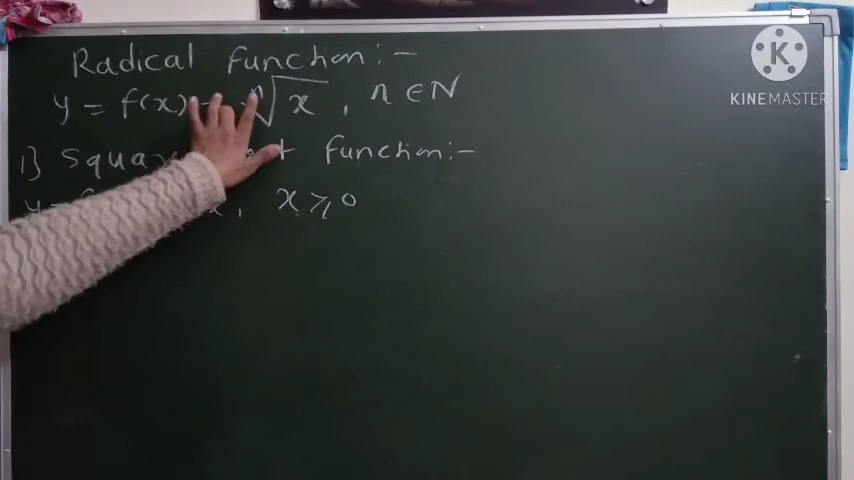 Radical function:-
y = f(x) = ⁿ√x , n ∈ N
1) Squa function:-
x , x ⩾ 0
KINEMASTER